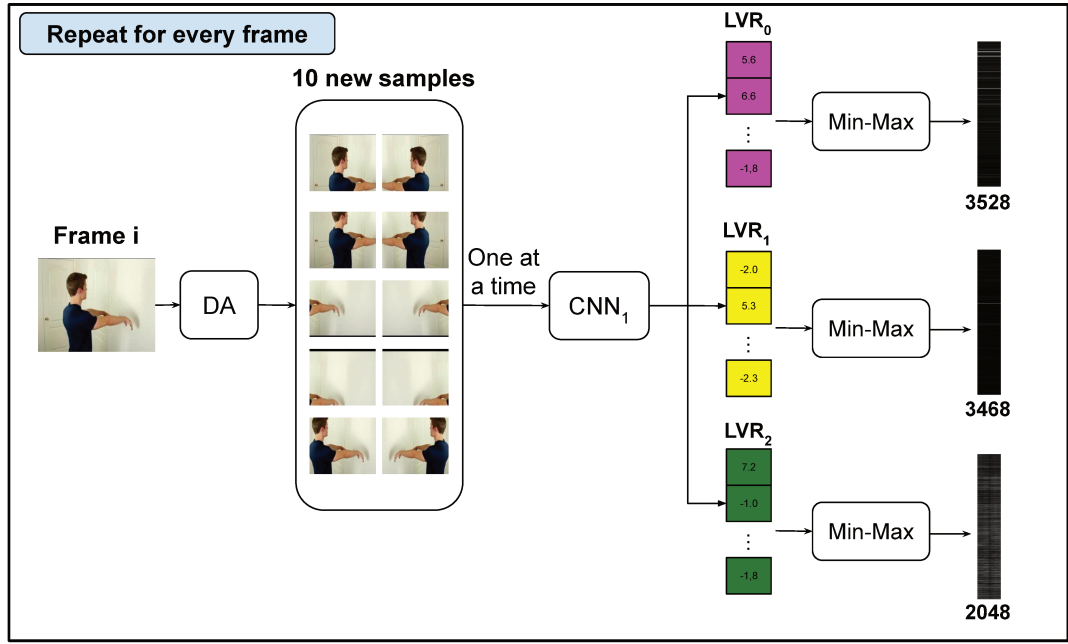 Repeat for every frame
10 new samples
Frame i
DA
One at
a time
CNN₁
LVR₀
5.6
6.6
⋮
-1,8
Min-Max
3528
LVR₁
-2.0
5.3
⋮
-2.3
Min-Max
3468
LVR₂
7.2
-1.0
⋮
-1,8
Min-Max
2048